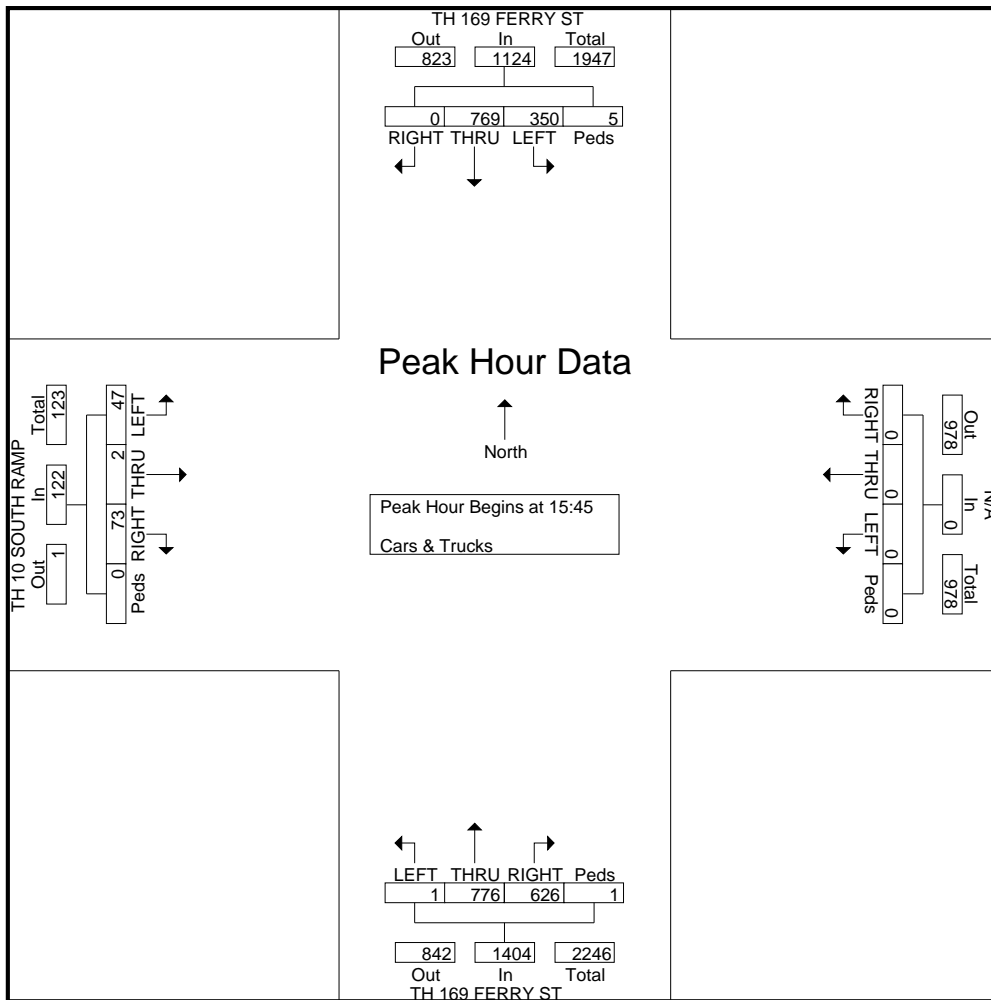 TH 169 FERRY ST
Out In Total
823 1124 1947
0 769 350 5
RIGHT THRU LEFT Peds
Peak Hour Data
North
Peak Hour Begins at 15:45
Cars & Trucks
TH 10 SOUTH RAMP
Total In Out
123 122 1
47 2 73 0
LEFT THRU RIGHT Peds
N/A
Out In Total
978 0 978
0 0 0 0
RIGHT THRU LEFT Peds
LEFT THRU RIGHT Peds
1 776 626 1
842 1404 2246
Out In Total
TH 169 FERRY ST